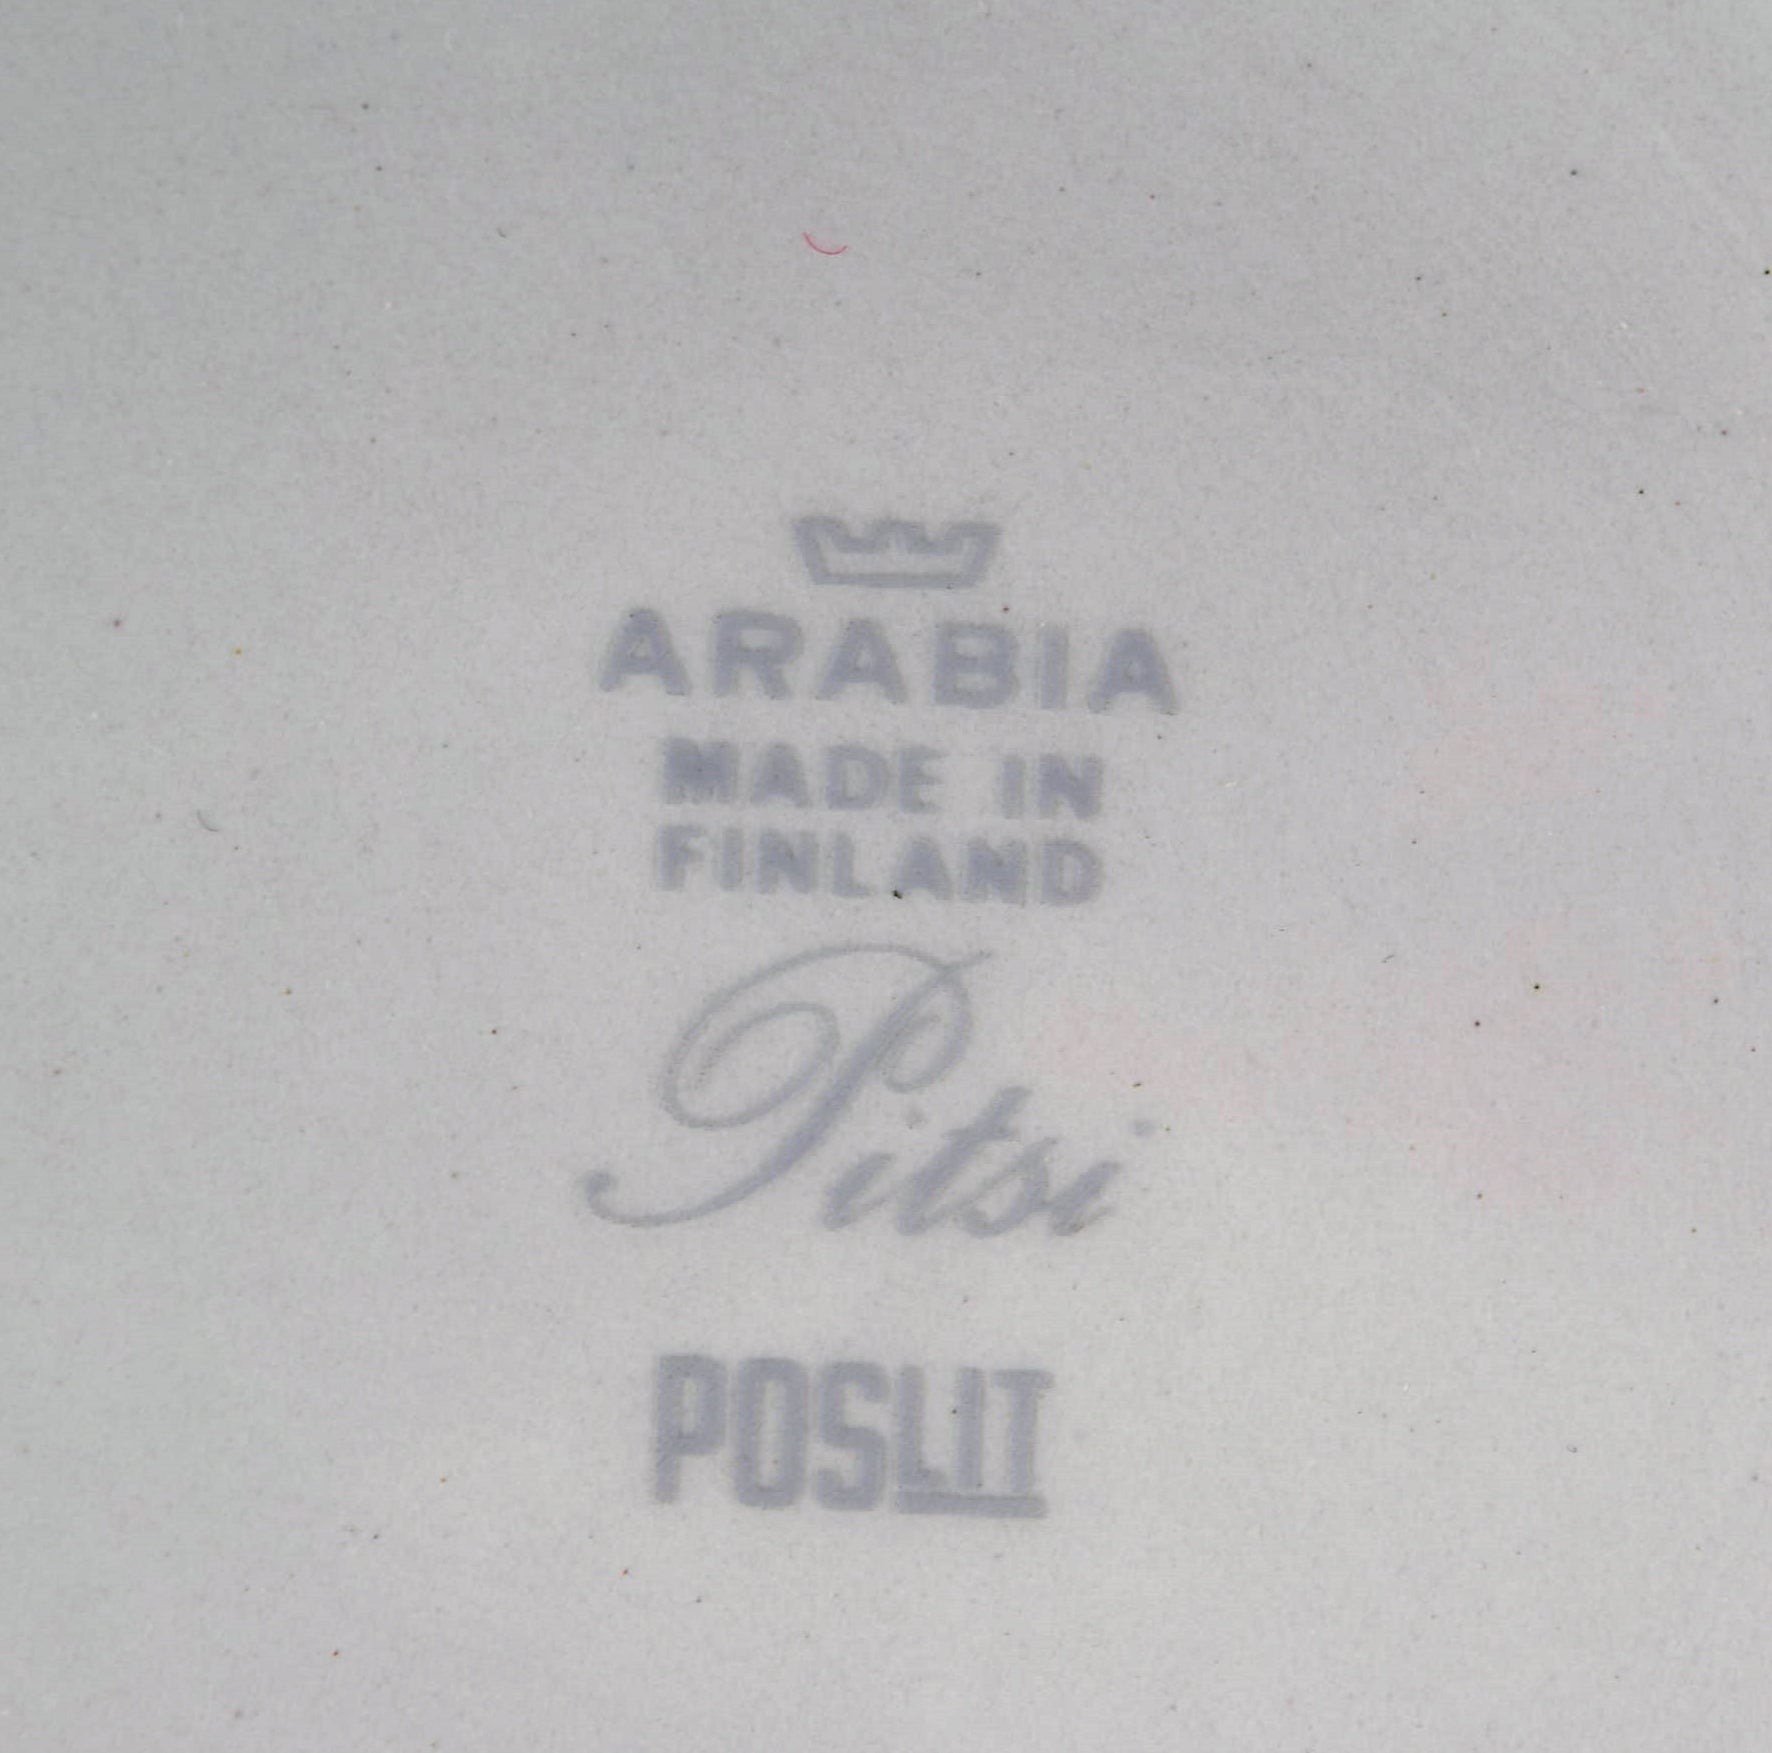 ARABIA
MADE IN
FINLAND
Pitsi
POSLIT